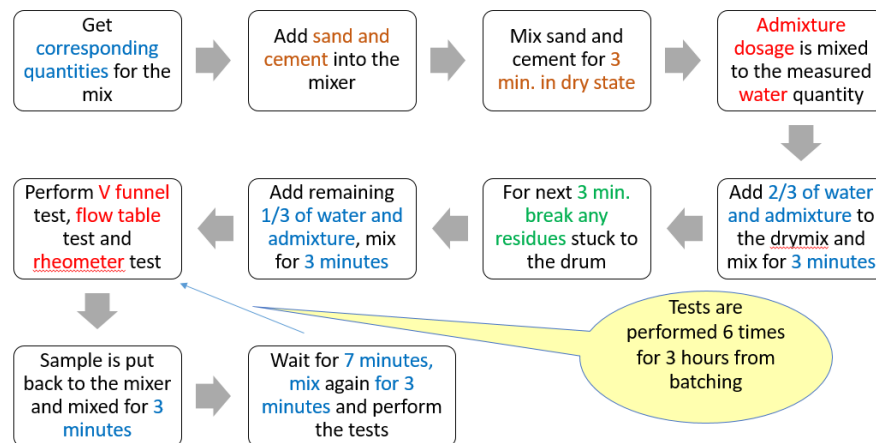 Get
corresponding
quantities for the
mix
Add sand and
cement into the
mixer
Mix sand and
cement for 3
min. in dry state
Admixture
dosage is mixed
to the measured
water quantity
Add 2/3 of water
and admixture to
the drymix and
mix for 3 minutes
For next 3 min.
break any
residues stuck to
the drum
Add remaining
1/3 of water and
admixture, mix
for 3 minutes
Perform V funnel
test, flow table
test and
rheometer test
Sample is put
back to the mixer
and mixed for 3
minutes
Wait for 7 minutes,
mix again for 3
minutes and perform
the tests
Tests are
performed 6 times
for 3 hours from
batching